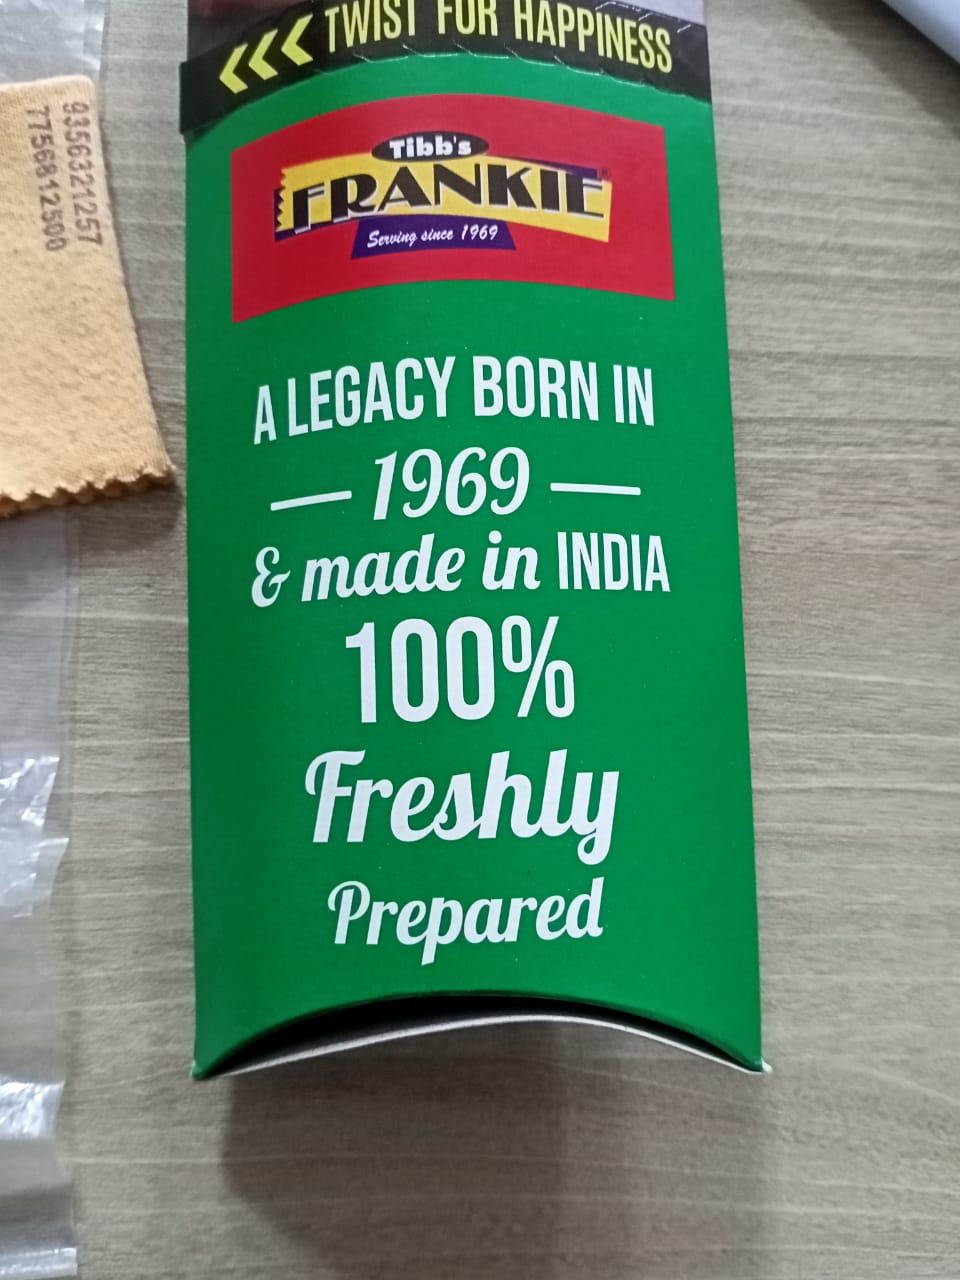 <<< TWIST FOR HAPPINESS
Tibb's
FRANKIE®
Serving since 1969
A LEGACY BORN IN
— 1969 —
& made in INDIA
100%
Freshly
Prepared
9356321257
7756812500